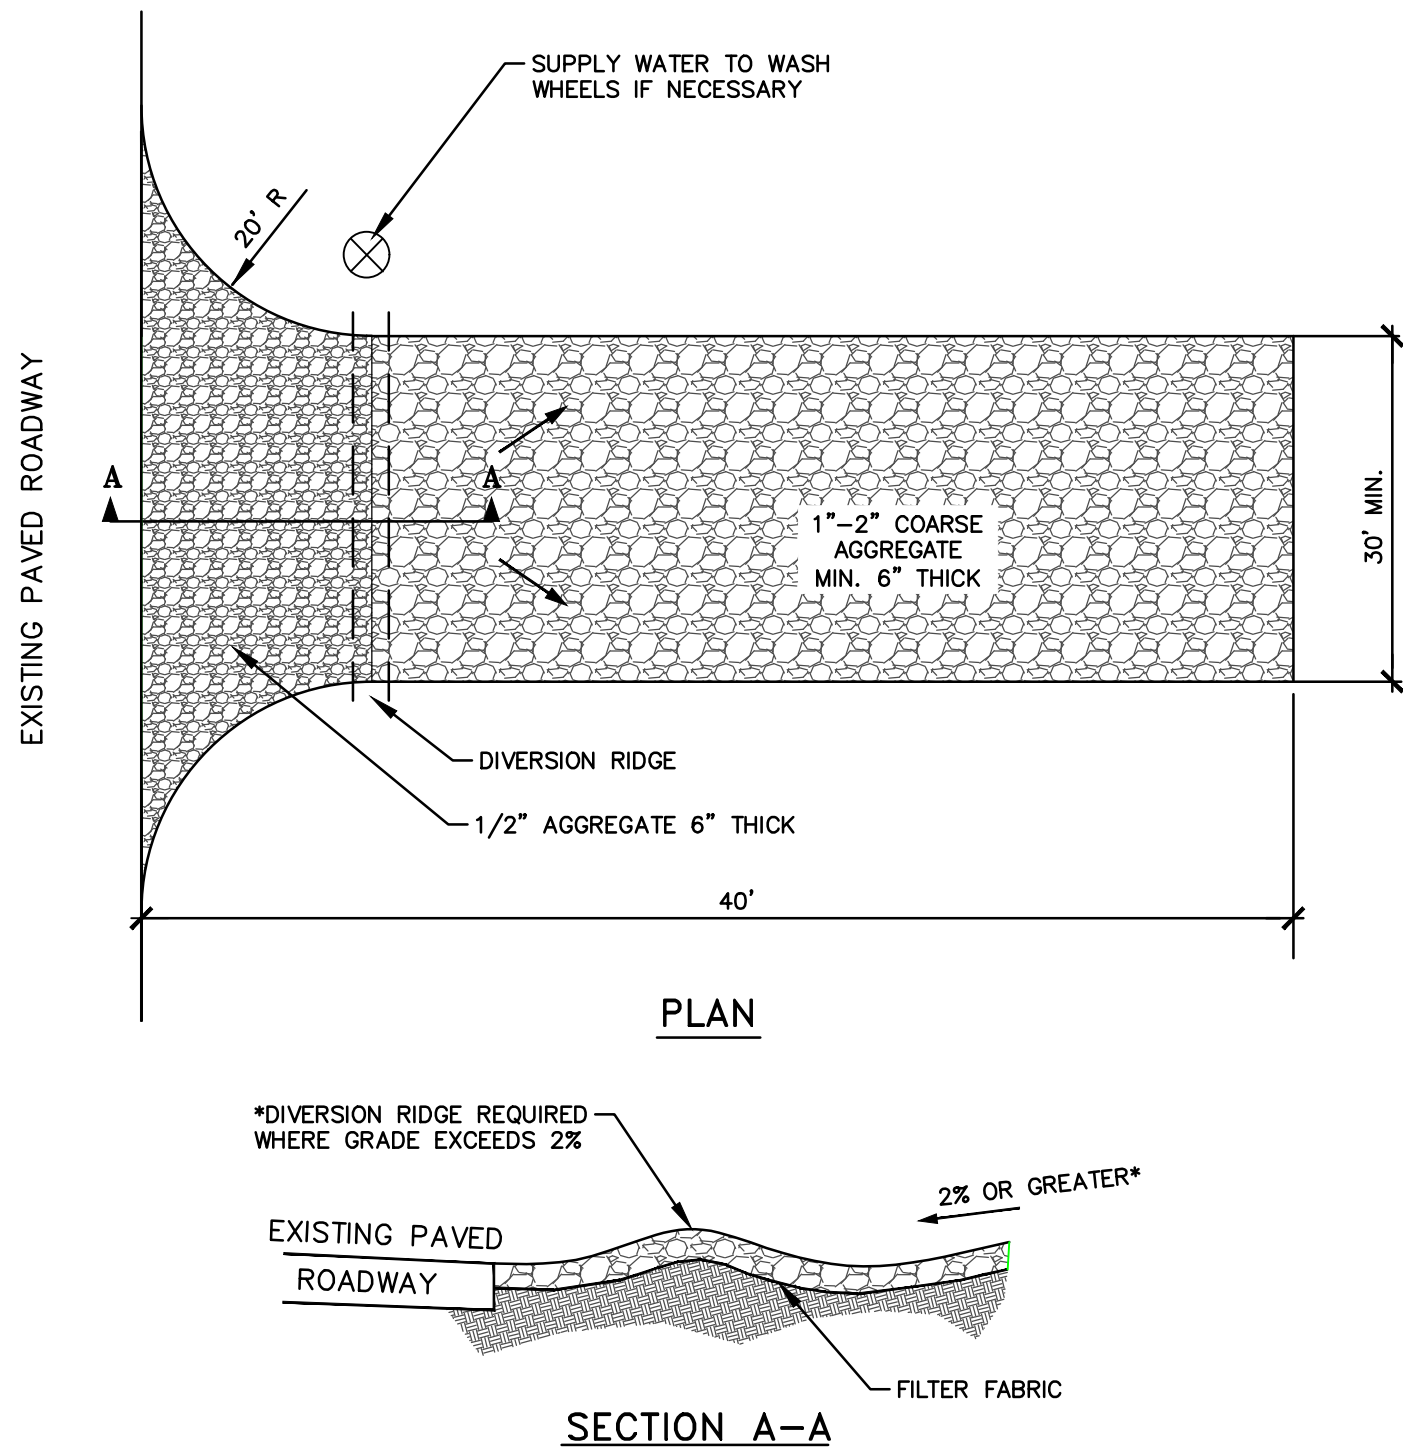 SUPPLY WATER TO WASH
WHEELS IF NECESSARY
20' R
EXISTING PAVED ROADWAY
A
A
1"-2" COARSE
AGGREGATE
MIN. 6" THICK
30' MIN.
DIVERSION RIDGE
1/2" AGGREGATE 6" THICK
40'
PLAN
*DIVERSION RIDGE REQUIRED
WHERE GRADE EXCEEDS 2%
2% OR GREATER*
EXISTING PAVED
ROADWAY
FILTER FABRIC
SECTION A-A